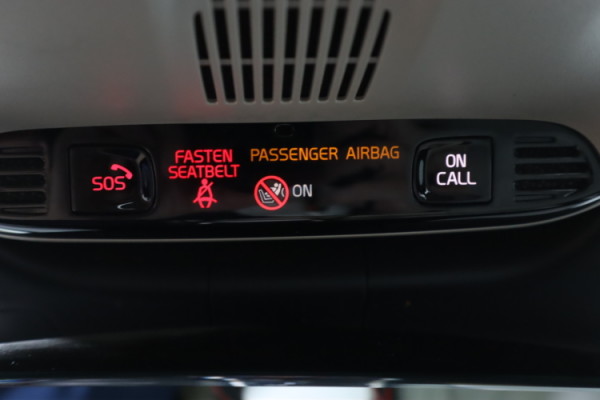 SOS
FASTEN
SEATBELT
PASSENGER AIRBAG
ON
ON
CALL